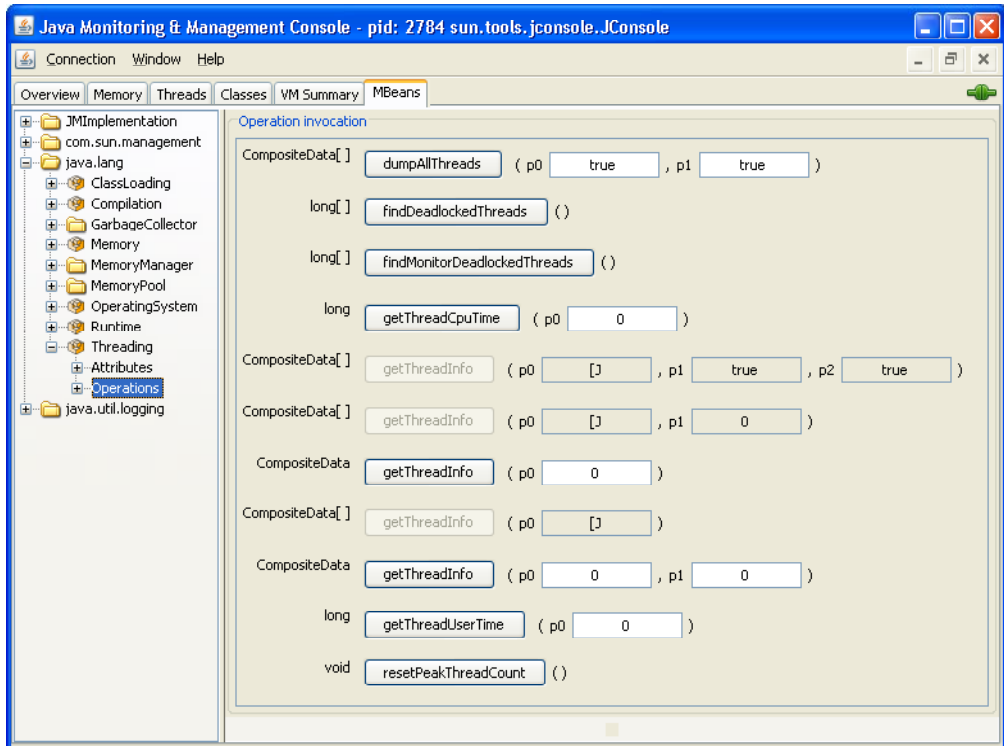 Java Monitoring & Management Console - pid: 2784 sun.tools.jconsole.JConsole
Connection Window Help
Overview Memory Threads Classes VM Summary MBeans
JMImplementation
com.sun.management
java.lang
ClassLoading
Compilation
GarbageCollector
Memory
MemoryManager
MemoryPool
OperatingSystem
Runtime
Threading
Attributes
Operations
java.util.logging
Operation invocation
CompositeData[ ] dumpAllThreads ( p0 true , p1 true )
long[ ] findDeadlockedThreads ( )
long[ ] findMonitorDeadlockedThreads ( )
long getThreadCpuTime ( p0 0 )
CompositeData[ ] getThreadInfo ( p0 [J , p1 true , p2 true )
CompositeData[ ] getThreadInfo ( p0 [J , p1 0 )
CompositeData getThreadInfo ( p0 0 )
CompositeData[ ] getThreadInfo ( p0 [J )
CompositeData getThreadInfo ( p0 0 , p1 0 )
long getThreadUserTime ( p0 0 )
void resetPeakThreadCount ( )